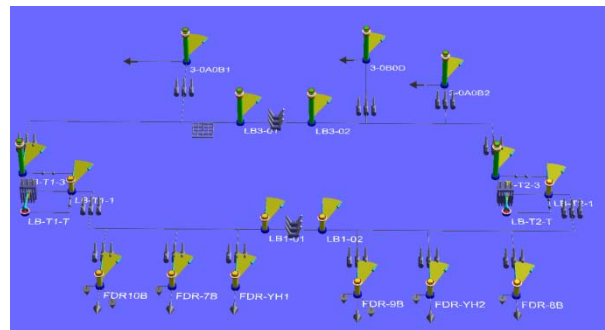 3-0A0B1
3-0B0D
3-0A0B2
LB3-01
LB3-02
LB-T1-3
LB-T1-1
LB-T2-3
LB-T2-1
LB-T1-T
LB-T2-T
LB1-01
LB1-02
FDR10B
FDR-7B
FDR-YH1
FDR-9B
FDR-YH2
FDR-8B